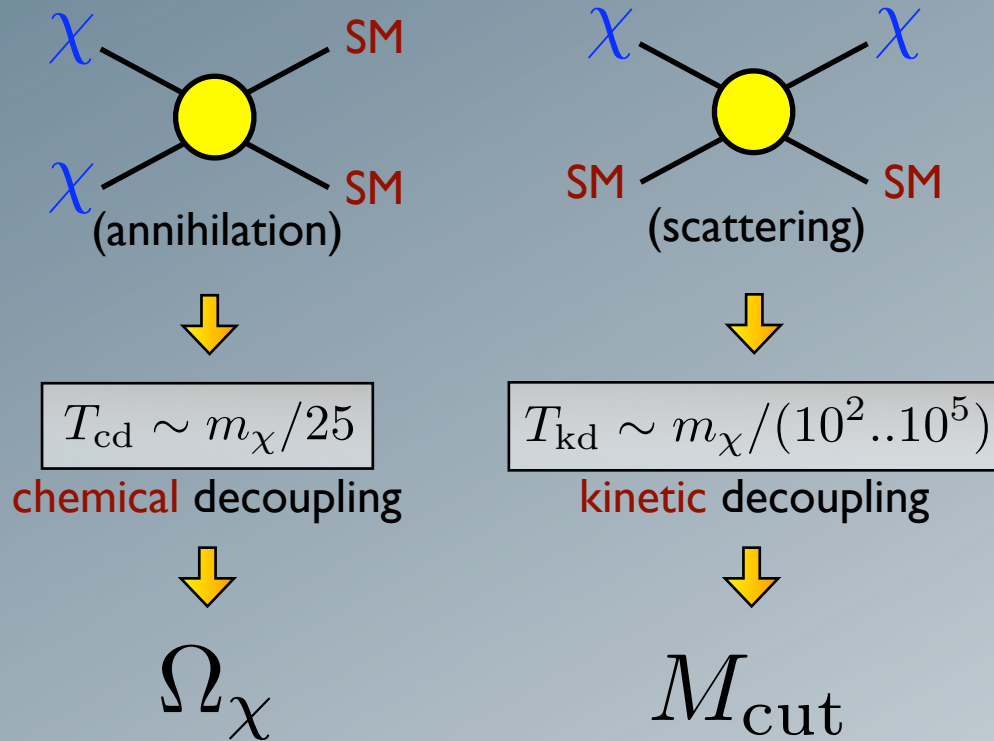 χ SM χ χ
χ SM SM SM
(annihilation) (scattering)
T_cd ∼ m_χ/25 T_kd ∼ m_χ/(10^2..10^5)
chemical decoupling kinetic decoupling
Ω_χ M_cut